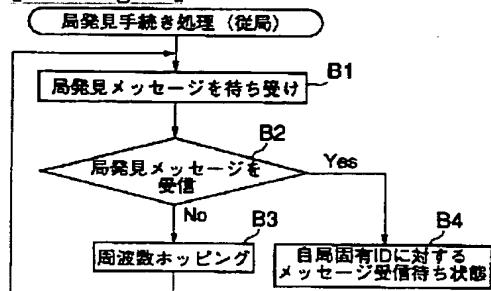 局発見手続き処理（従局）
局発見メッセージを待ち受け
B1
局発見メッセージを
受信
B2
Yes
No
周波数ホッピング
B3
自局固有IDに対する
メッセージ受信待ち状態
B4